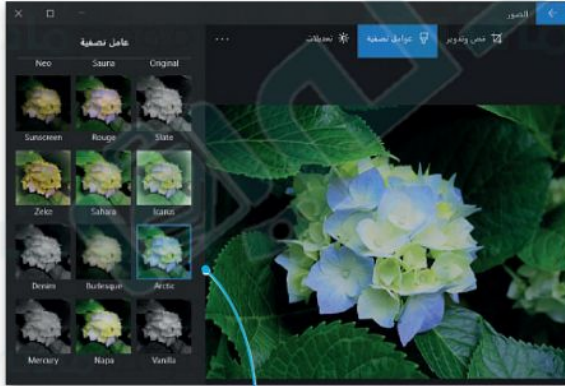 الصور
قص وتدوير
عوامل تصفية
تعديلات
عامل تصفية
Neo Sauna Original
Sunscreen Rouge Slate
Zeke Sahara Icarus
Denim Burlesque Arctic
Mercury Napa Vanilla